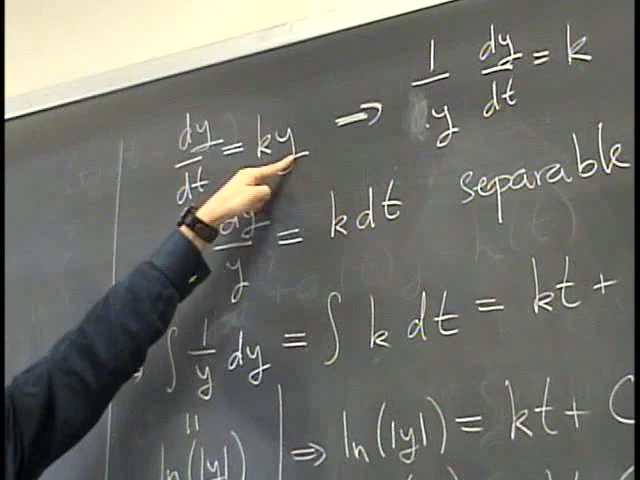 dy/dt = ky ⇒ 1/y dy/dt = k
dy/y = k dt separable
∫ 1/y dy = ∫ k dt = kt +
ln(|y|) ⇒ ln(|y|) = kt + C